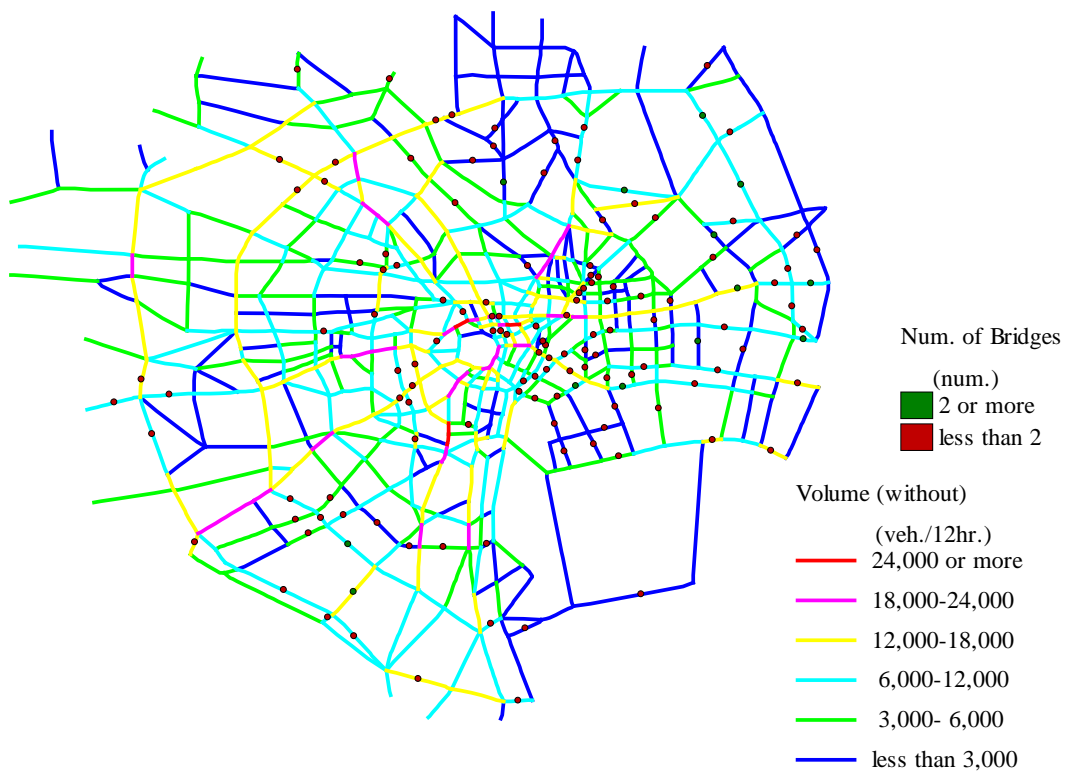 Num. of Bridges
(num.)
2 or more
less than 2
Volume (without)
(veh./12hr.)
24,000 or more
18,000-24,000
12,000-18,000
6,000-12,000
3,000- 6,000
less than 3,000